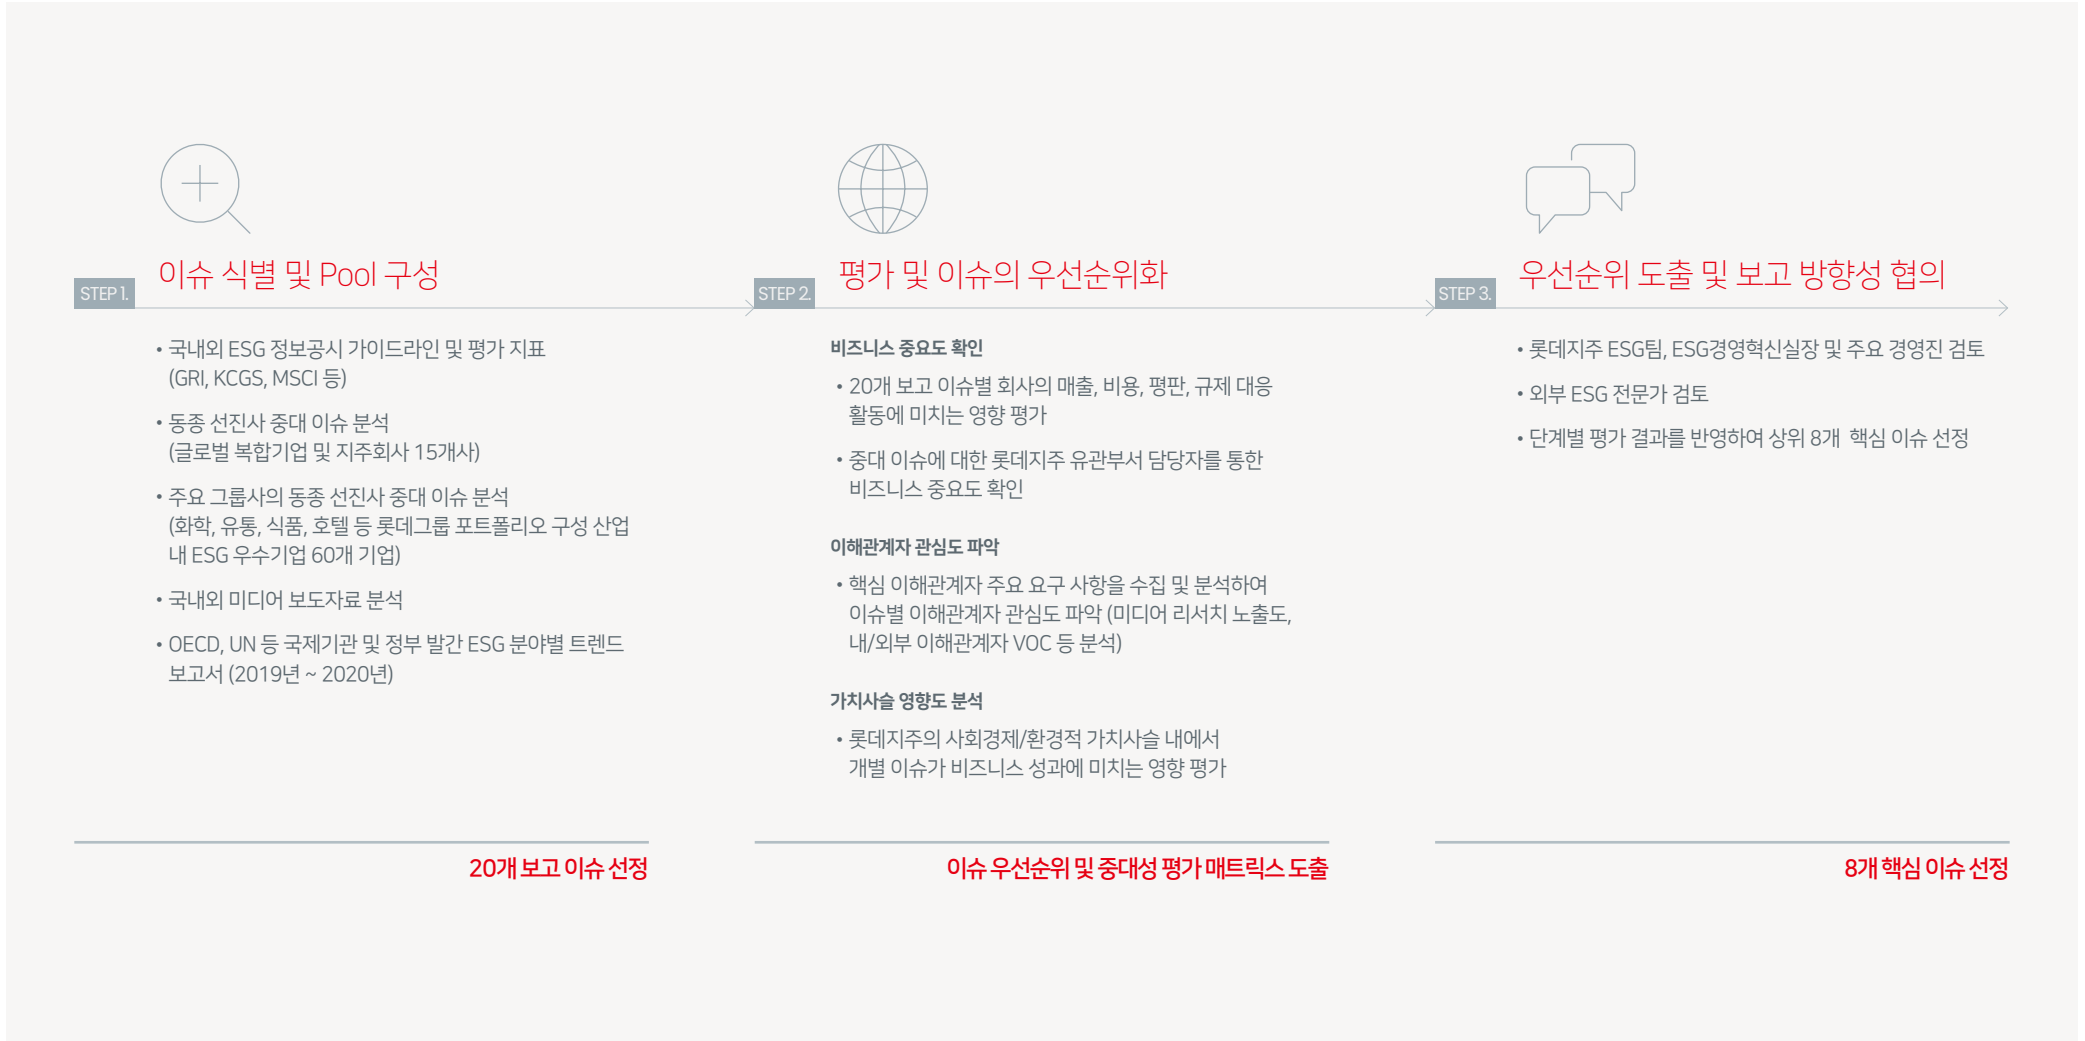 STEP 1.
이슈 식별 및 Pool 구성
• 국내외 ESG 정보공시 가이드라인 및 평가 지표
(GRI, KCGS, MSCI 등)
• 동종 선진사 중대 이슈 분석
(글로벌 복합기업 및 지주회사 15개사)
• 주요 그룹사의 동종 선진사 중대 이슈 분석
(화학, 유통, 식품, 호텔 등 롯데그룹 포트폴리오 구성 산업
내 ESG 우수기업 60개 기업)
• 국내외 미디어 보도자료 분석
• OECD, UN 등 국제기관 및 정부 발간 ESG 분야별 트렌드
보고서 (2019년 ~ 2020년)
20개 보고 이슈 선정
STEP 2.
평가 및 이슈의 우선순위화
비즈니스 중요도 확인
• 20개 보고 이슈별 회사의 매출, 비용, 평판, 규제 대응
활동에 미치는 영향 평가
• 중대 이슈에 대한 롯데지주 유관부서 담당자를 통한
비즈니스 중요도 확인
이해관계자 관심도 파악
• 핵심 이해관계자 주요 요구 사항을 수집 및 분석하여
이슈별 이해관계자 관심도 파악 (미디어 리서치 노출도,
내/외부 이해관계자 VOC 등 분석)
가치사슬 영향도 분석
• 롯데지주의 사회경제/환경적 가치사슬 내에서
개별 이슈가 비즈니스 성과에 미치는 영향 평가
이슈 우선순위 및 중대성 평가 매트릭스 도출
STEP 3.
우선순위 도출 및 보고 방향성 협의
• 롯데지주 ESG팀, ESG경영혁신실장 및 주요 경영진 검토
• 외부 ESG 전문가 검토
• 단계별 평가 결과를 반영하여 상위 8개 핵심 이슈 선정
8개 핵심 이슈 선정